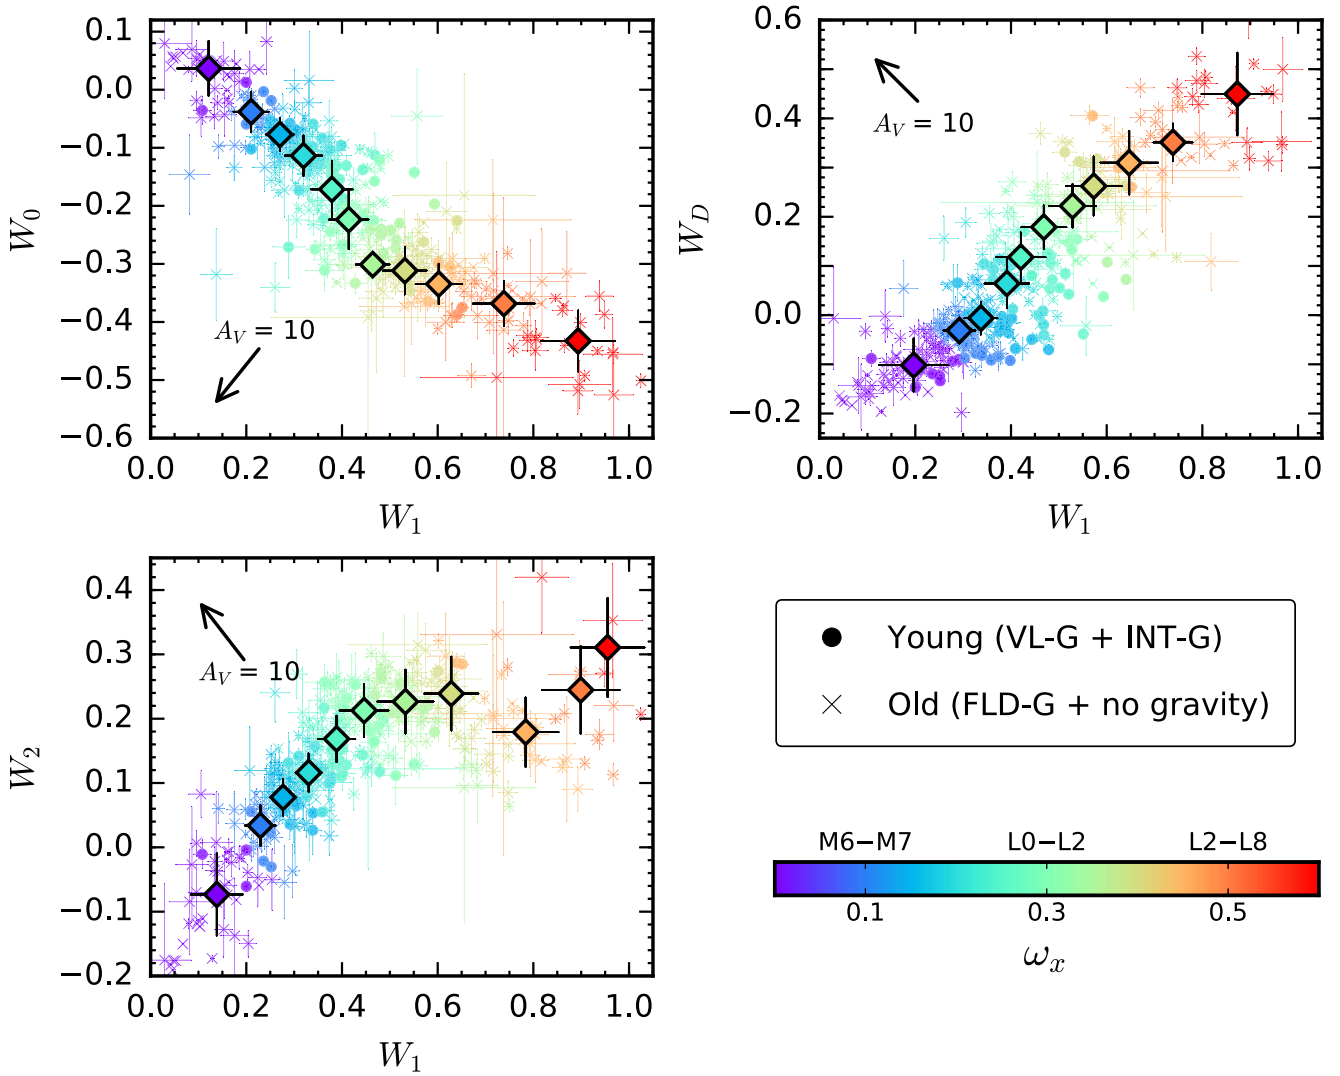 0.1
0.0
−0.1
−0.2
−0.3
−0.4
−0.5
−0.6
W0
A_V = 10
0.0 0.2 0.4 0.6 0.8 1.0
W1
0.6
0.4
0.2
0.0
−0.2
W_D
A_V = 10
0.0 0.2 0.4 0.6 0.8 1.0
W1
0.4
0.3
0.2
0.1
0.0
−0.1
−0.2
W2
A_V = 10
0.0 0.2 0.4 0.6 0.8 1.0
W1
Young (VL-G + INT-G)
Old (FLD-G + no gravity)
M6−M7 L0−L2 L2−L8
0.1 0.3 0.5
ω_x